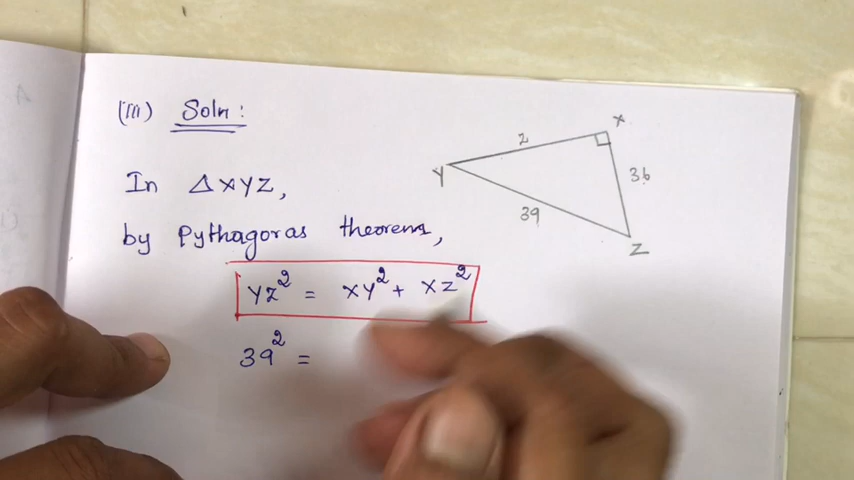 (III) Soln:
In ΔXYZ,
by Pythagoras theorem,
YZ² = XY² + XZ²
39² =
X
z
Y
36
39
Z